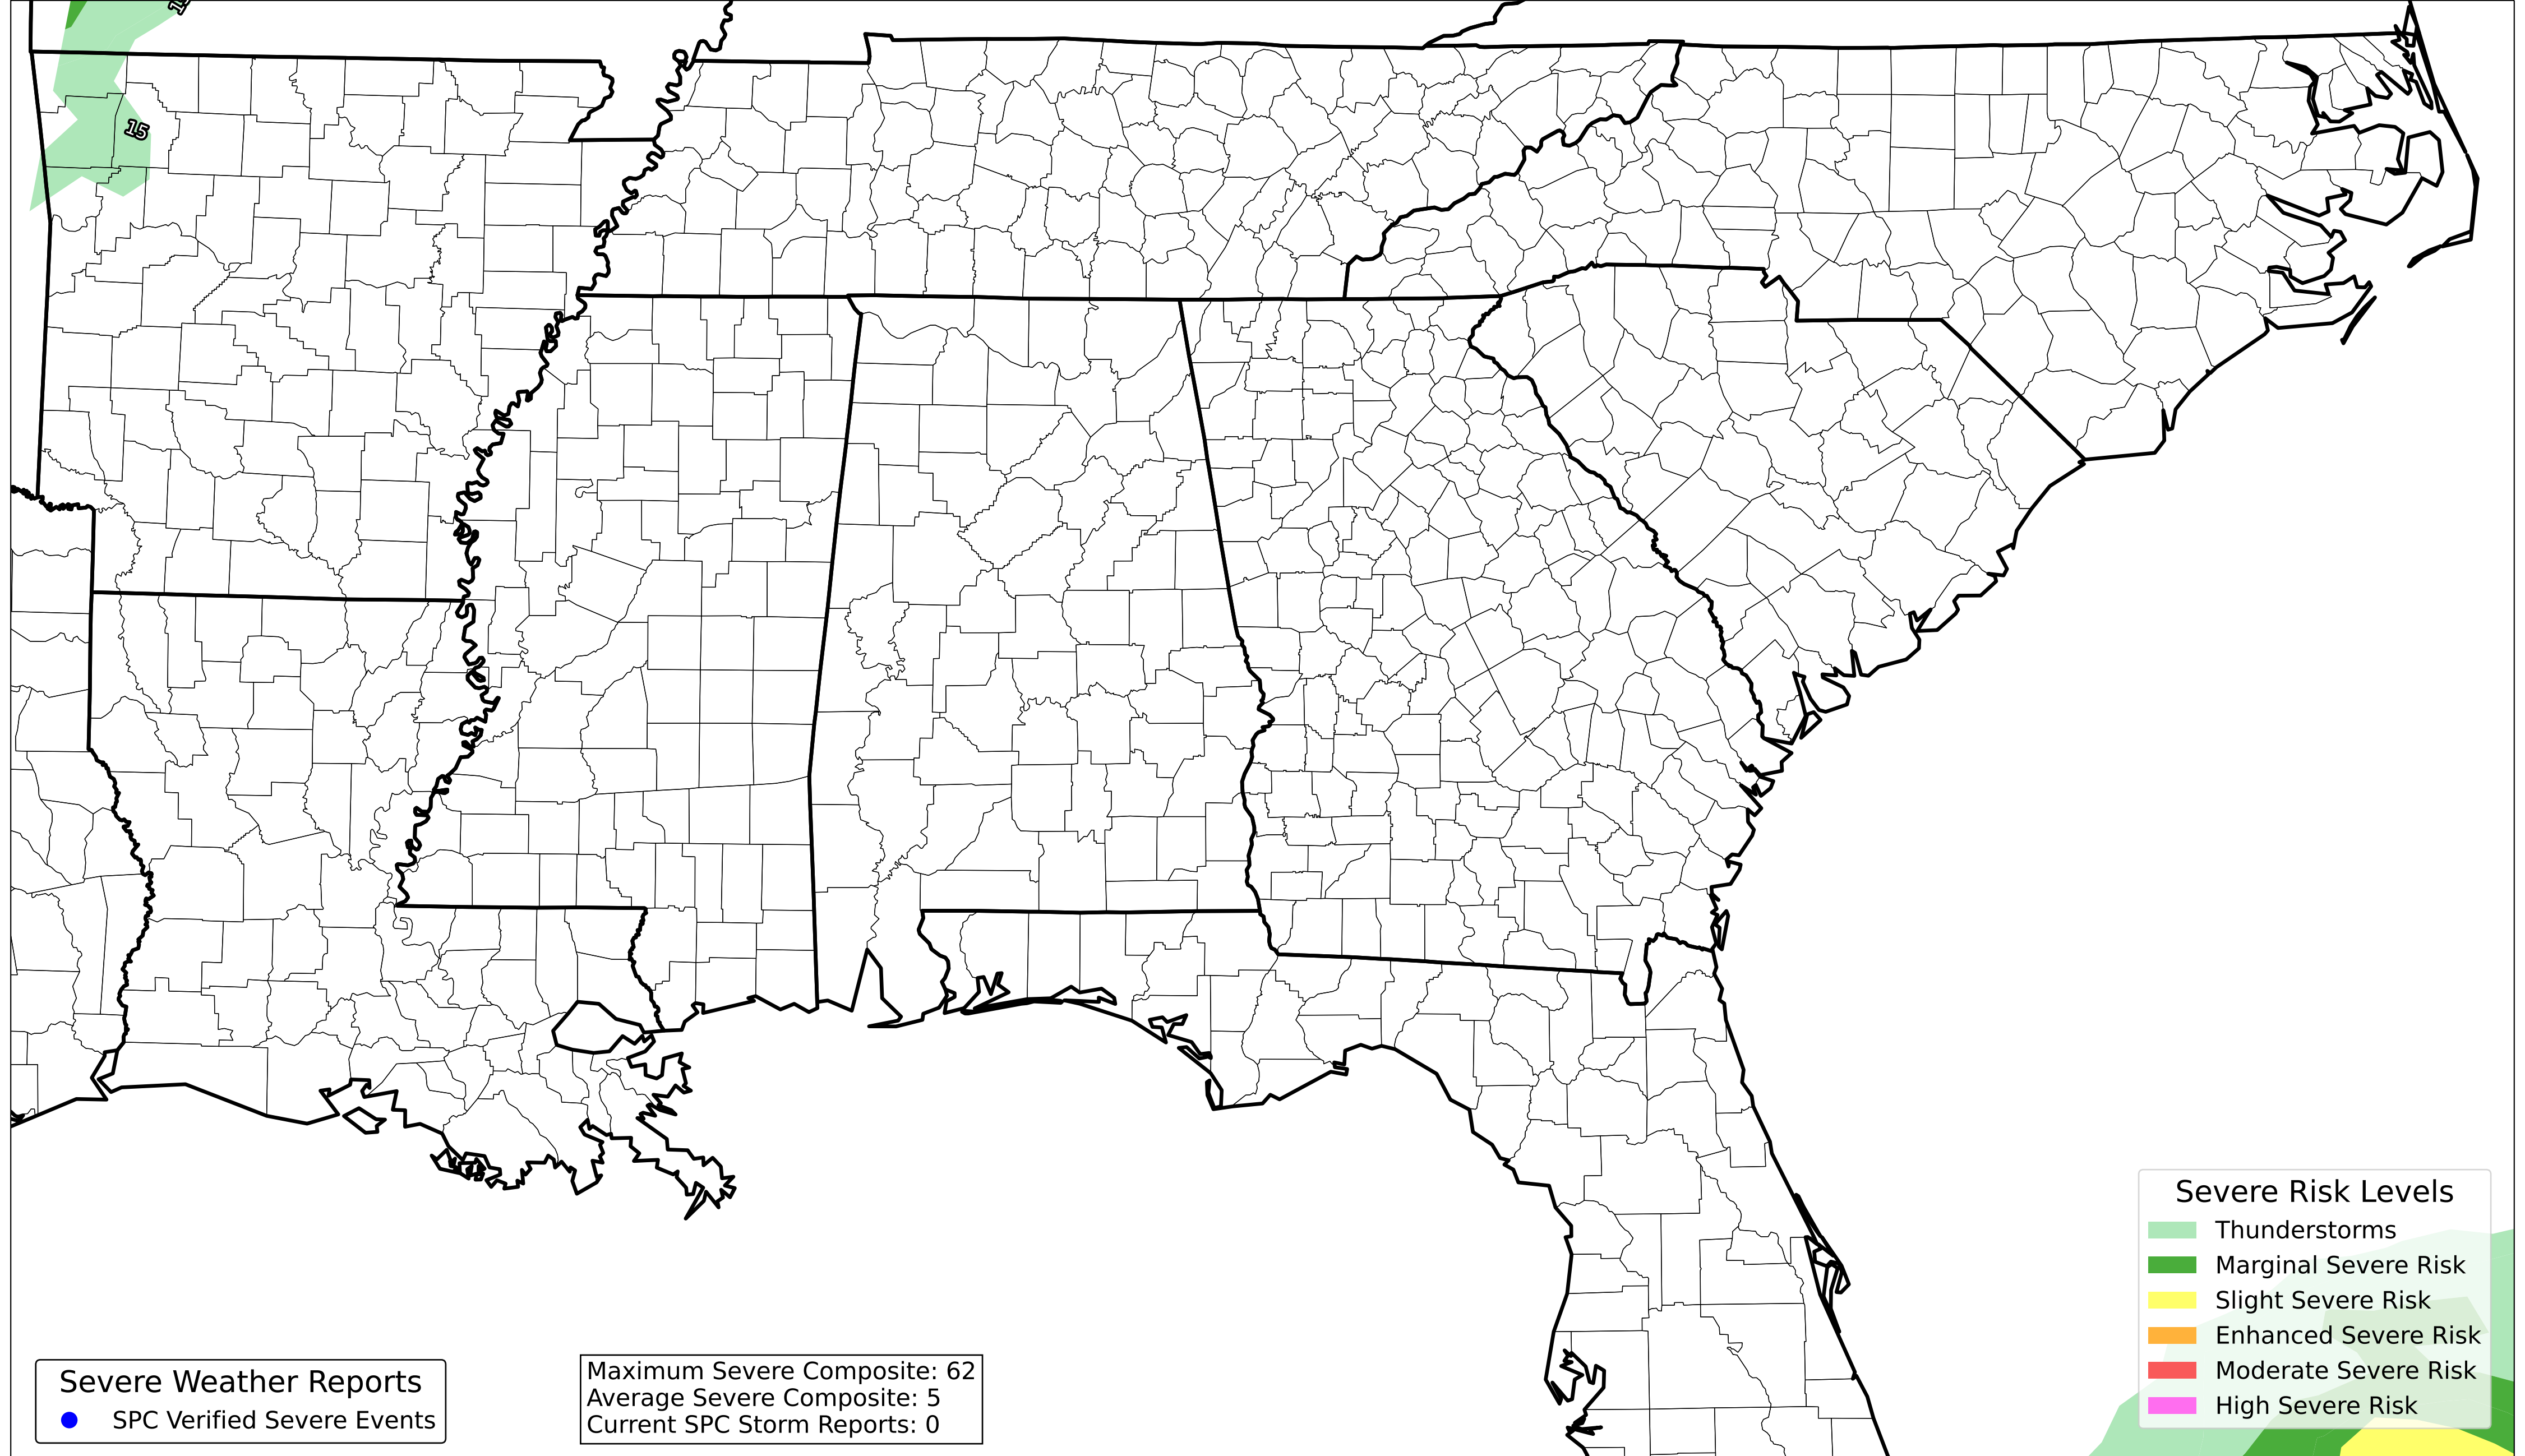 15
Severe Risk Levels
Thunderstorms
Marginal Severe Risk
Slight Severe Risk
Enhanced Severe Risk
Moderate Severe Risk
High Severe Risk
Severe Weather Reports
SPC Verified Severe Events
Maximum Severe Composite: 62
Average Severe Composite: 5
Current SPC Storm Reports: 0